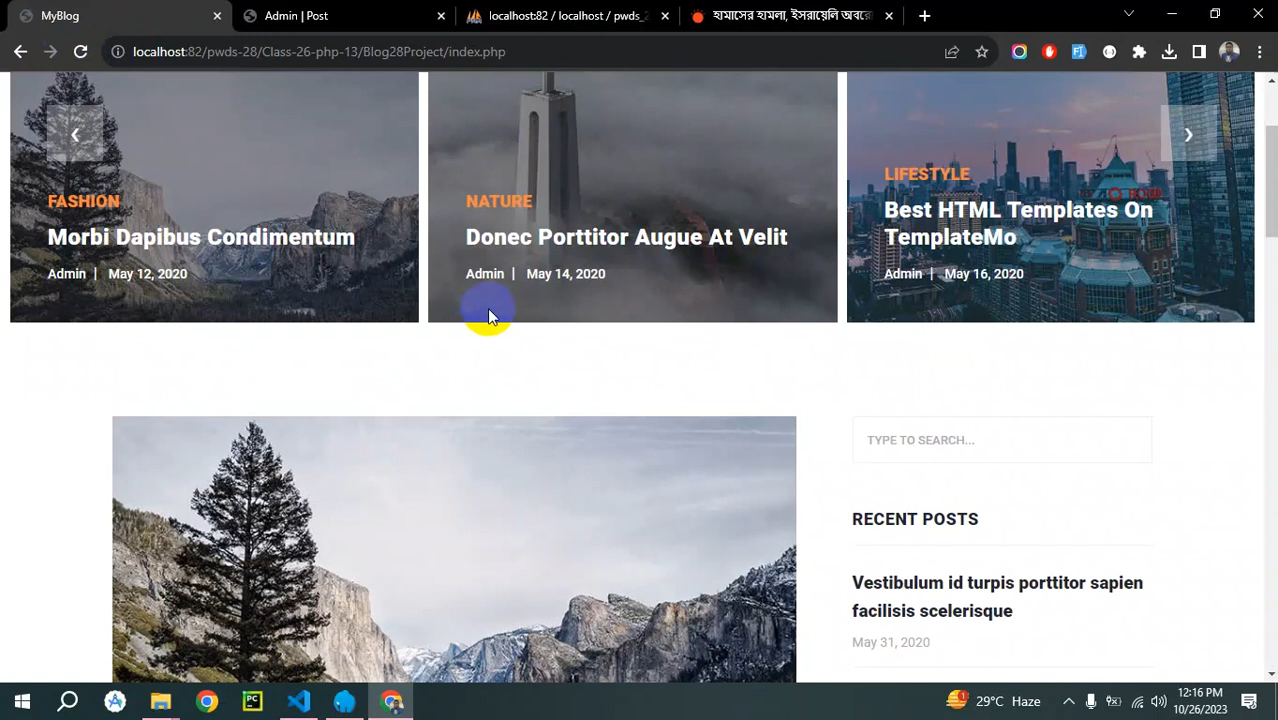 MyBlog
Admin | Post
localhost:82 / localhost / pwds_2
হামাসের হামলা, ইসরায়েলি অবরো
localhost:82/pwds-28/Class-26-php-13/Blog28Project/index.php
FASHION
Morbi Dapibus Condimentum
Admin | May 12, 2020
NATURE
Donec Porttitor Augue At Velit
Admin | May 14, 2020
LIFESTYLE
Best HTML Templates On
TemplateMo
Admin | May 16, 2020
TYPE TO SEARCH...
RECENT POSTS
Vestibulum id turpis porttitor sapien
facilisis scelerisque
May 31, 2020
29°C Haze
12:16 PM
10/26/2023